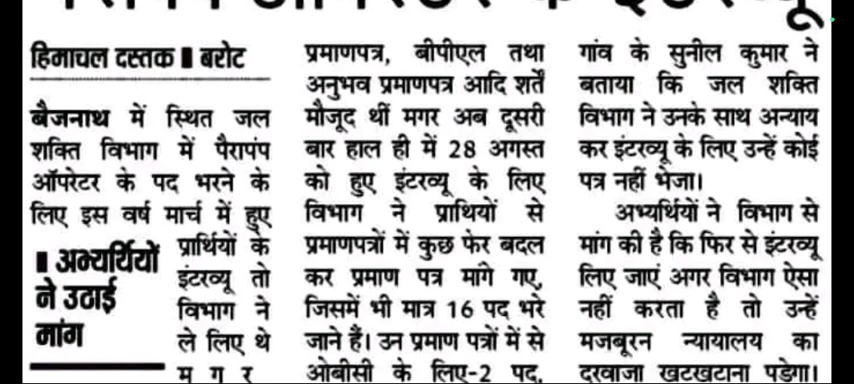 हिमाचल दस्तक ▮ बरोट
बैजनाथ में स्थित जल
शक्ति विभाग में पैरापंप
ऑपरेटर के पद भरने के
लिए इस वर्ष मार्च में हुए
▮ अभ्यर्थियों
ने उठाई
मांग
प्रार्थियों के
इंटरव्यू तो
विभाग ने
ले लिए थे
मगर
प्रमाणपत्र, बीपीएल तथा
अनुभव प्रमाणपत्र आदि शर्तें
मौजूद थीं मगर अब दूसरी
बार हाल ही में 28 अगस्त
को हुए इंटरव्यू के लिए
विभाग ने प्राथियों से
प्रमाणपत्रों में कुछ फेर बदल
कर प्रमाण पत्र मांगे गए,
जिसमें भी मात्र 16 पद भरे
जाने हैं। उन प्रमाण पत्रों में से
ओबीसी के लिए-2 पद,
गांव के सुनील कुमार ने
बताया कि जल शक्ति
विभाग ने उनके साथ अन्याय
कर इंटरव्यू के लिए उन्हें कोई
पत्र नहीं भेजा।
अभ्यर्थियों ने विभाग से
मांग की है कि फिर से इंटरव्यू
लिए जाएं अगर विभाग ऐसा
नहीं करता है तो उन्हें
मजबूरन न्यायालय का
दरवाजा खटखटाना पड़ेगा।